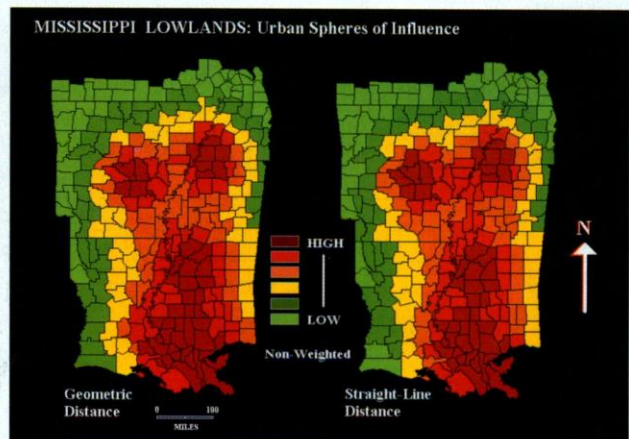 MISSISSIPPI LOWLANDS: Urban Spheres of Influence
N
HIGH
LOW
Non-Weighted
Geometric
Distance
0 100
MILES
Straight-Line
Distance